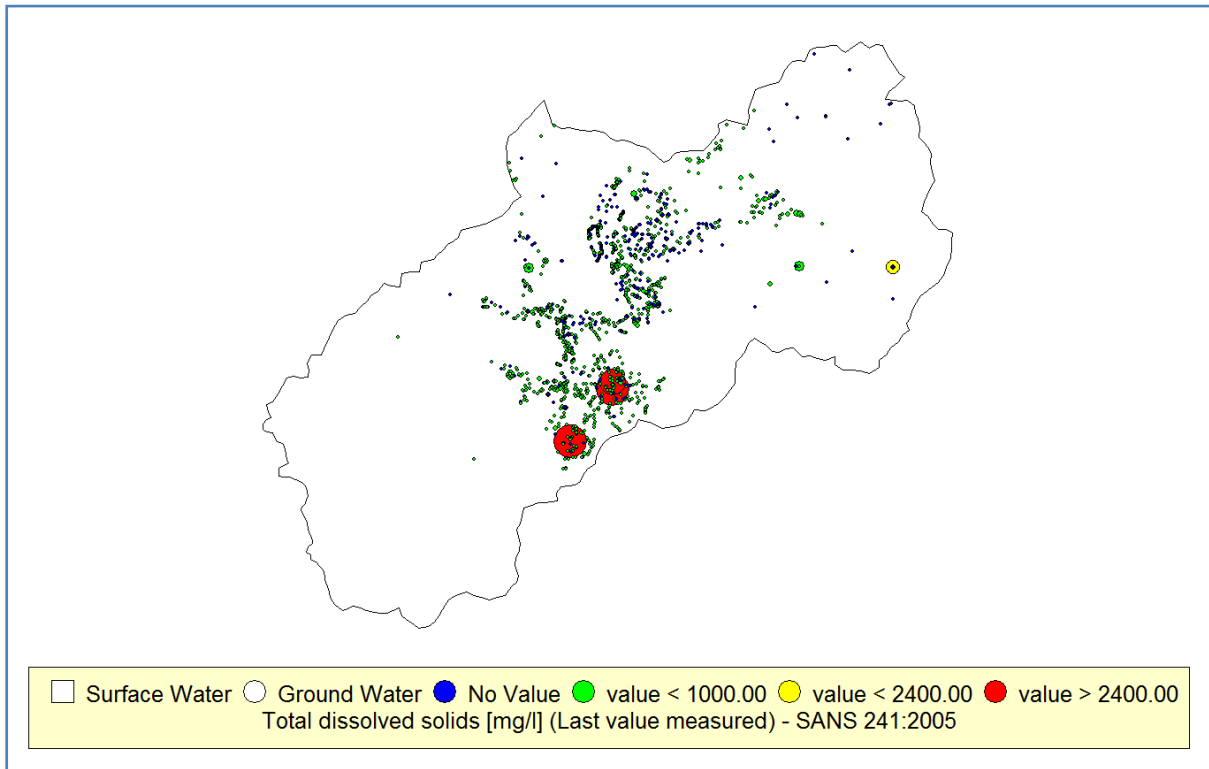 Surface Water Ground Water No Value value < 1000.00 value < 2400.00 value > 2400.00
Total dissolved solids [mg/l] (Last value measured) - SANS 241:2005